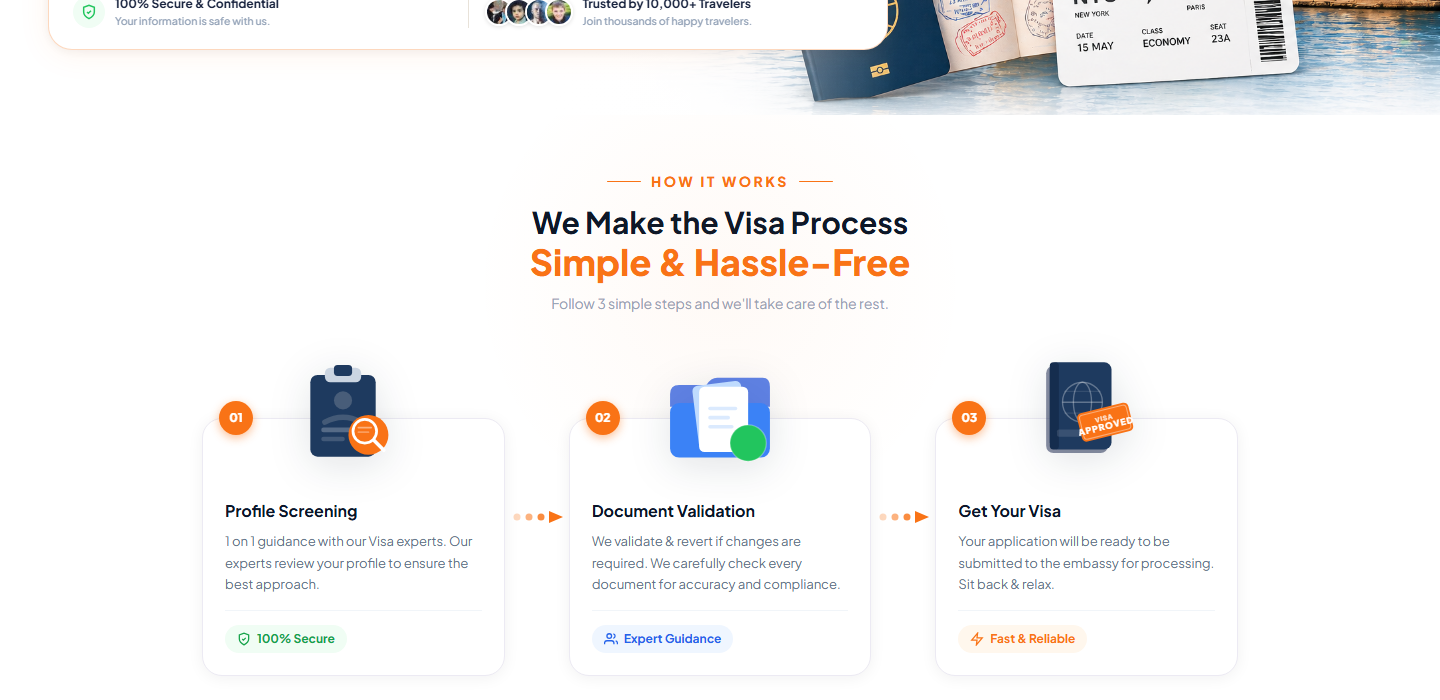 100% Secure & Confidential
Your information is safe with us.
Trusted by 10,000+ Travelers
Join thousands of happy travelers.
NEW YORK
PARIS
DATE
15 MAY
CLASS
ECONOMY
SEAT
23A
HOW IT WORKS
We Make the Visa Process
Simple & Hassle-Free
Follow 3 simple steps and we'll take care of the rest.
01
Profile Screening
1 on 1 guidance with our Visa experts. Our
experts review your profile to ensure the
best approach.
100% Secure
02
Document Validation
We validate & revert if changes are
required. We carefully check every
document for accuracy and compliance.
Expert Guidance
03
VISA
APPROVED
Get Your Visa
Your application will be ready to be
submitted to the embassy for processing.
Sit back & relax.
Fast & Reliable